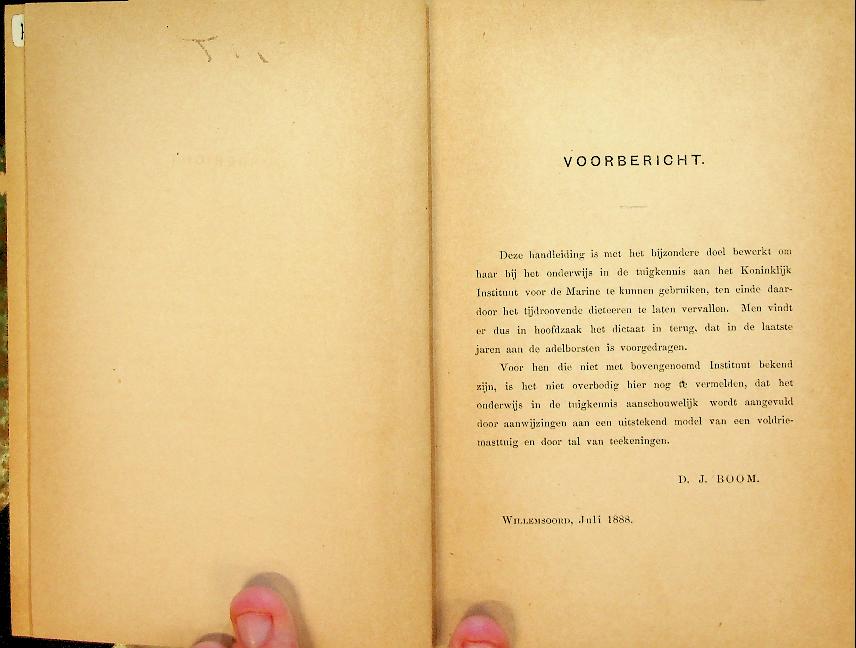 VOORBERICHT.
Deze handleiding is met het bijzondere doel bewerkt om
haar bij het onderwijs in de tuigkennis aan het Koninklijk
Instituut voor de Marine te kunnen gebruiken, ten einde daar-
door het tijdroovende dicteeren te laten vervallen. Men vindt
er dus in hoofdzaak het dictaat in terug, dat in de laatste
jaren aan de adelborsten is voorgedragen.
Voor hen die niet met bovengenoemd Instituut bekend
zijn, is het niet overbodig hier nog te vermelden, dat het
onderwijs in de tuigkennis aanschouwelijk wordt aangevuld
door aanwijzingen aan een uitstekend model van een voldrie-
masttuig en door tal van teekeningen.
D. J. BOOM.
WILLEMSOORD, Juli 1888.